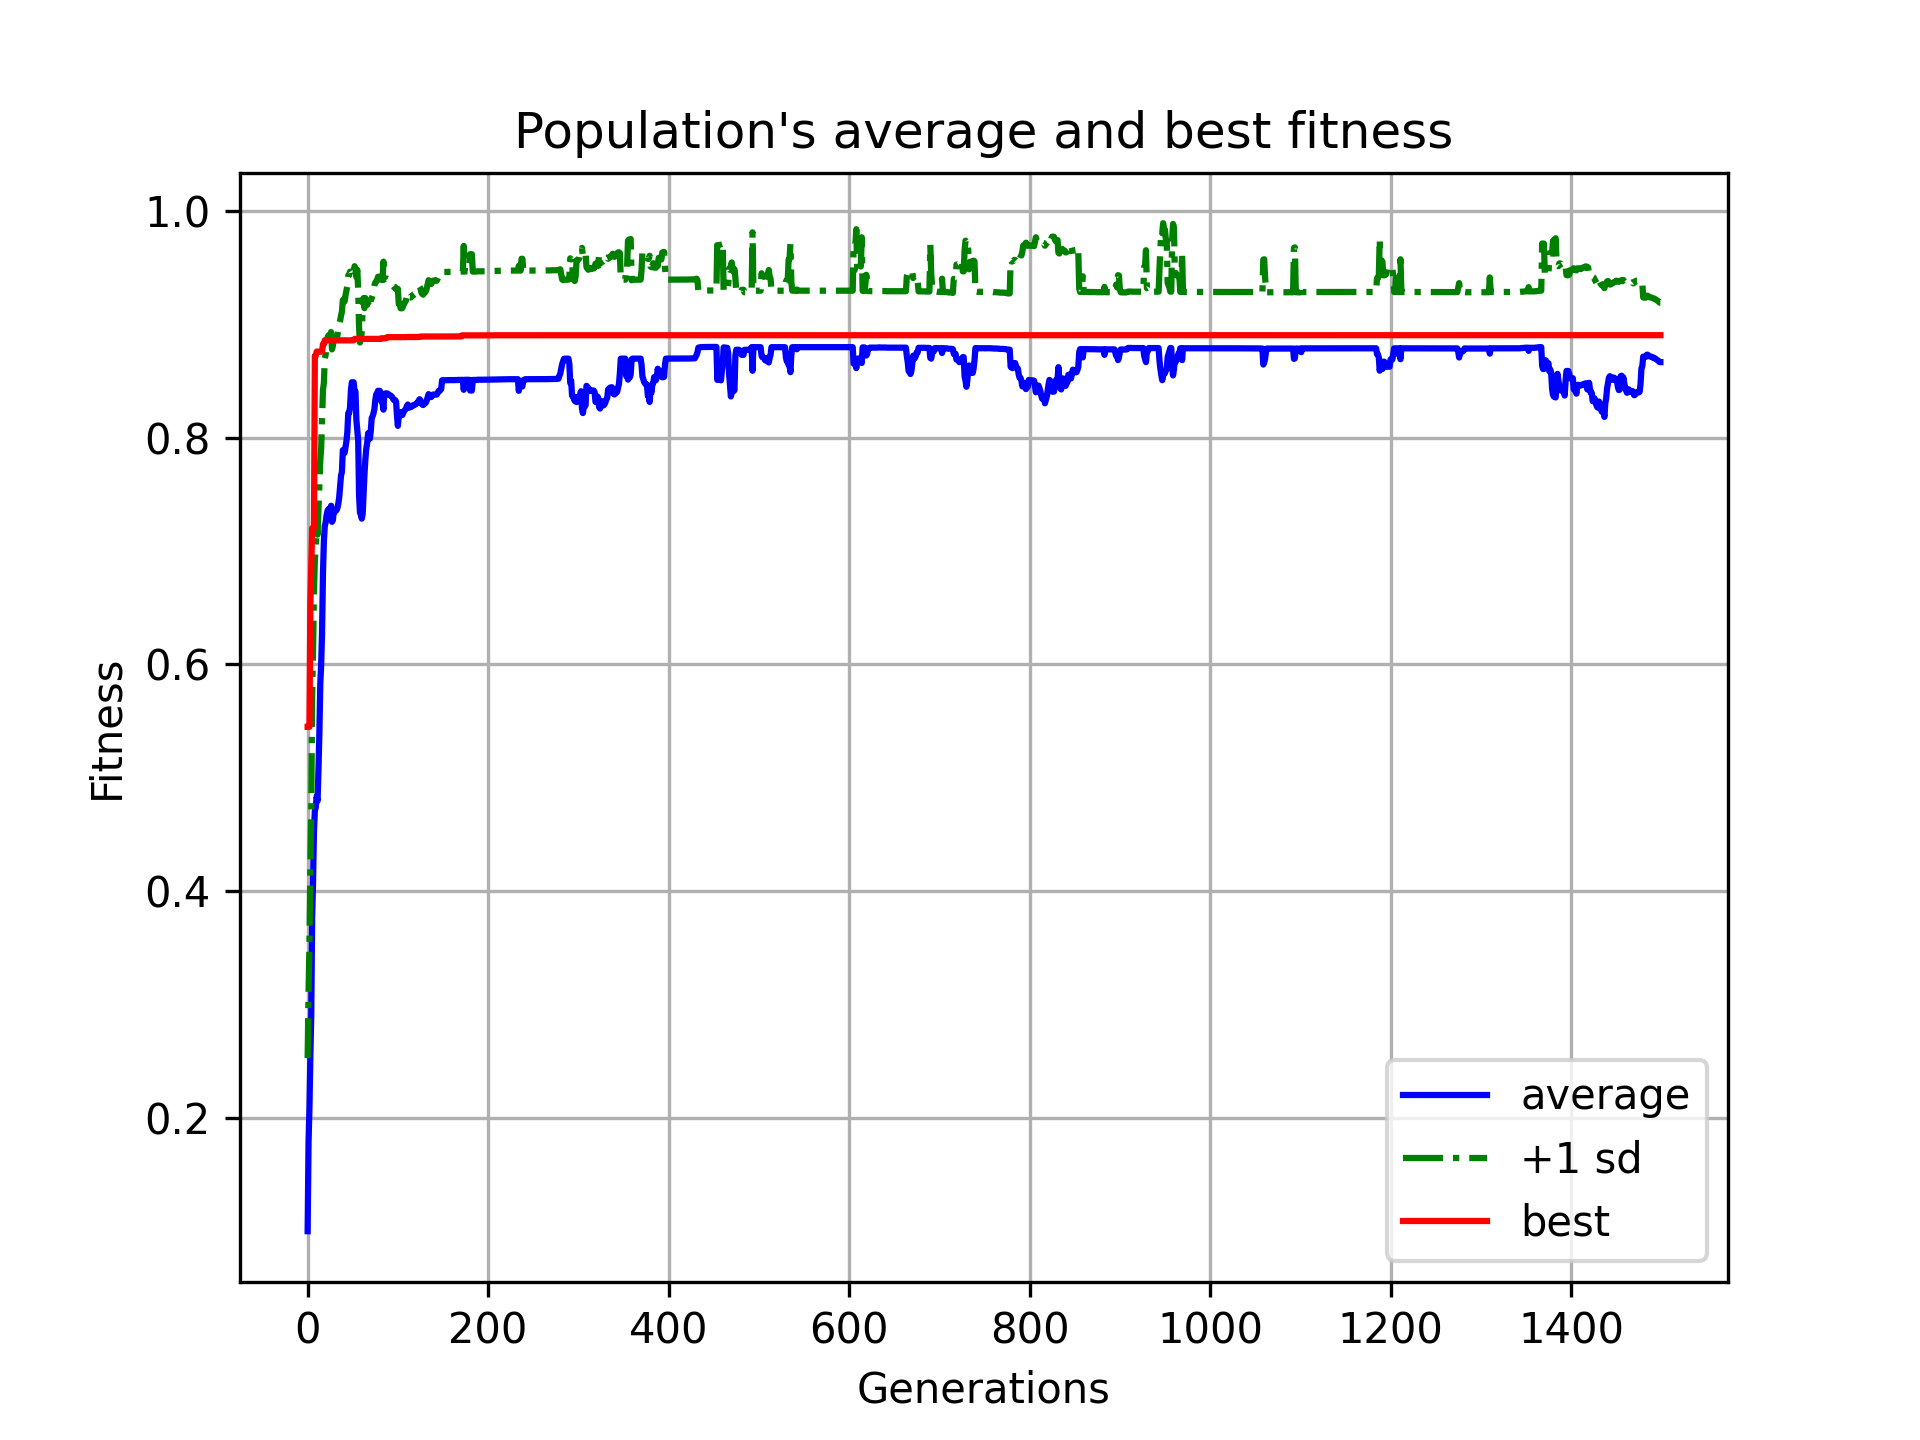 Population's average and best fitness
1.0
0.8
0.6
0.4
0.2
Fitness
0 200 400 600 800 1000 1200 1400
Generations
average
+1 sd
best